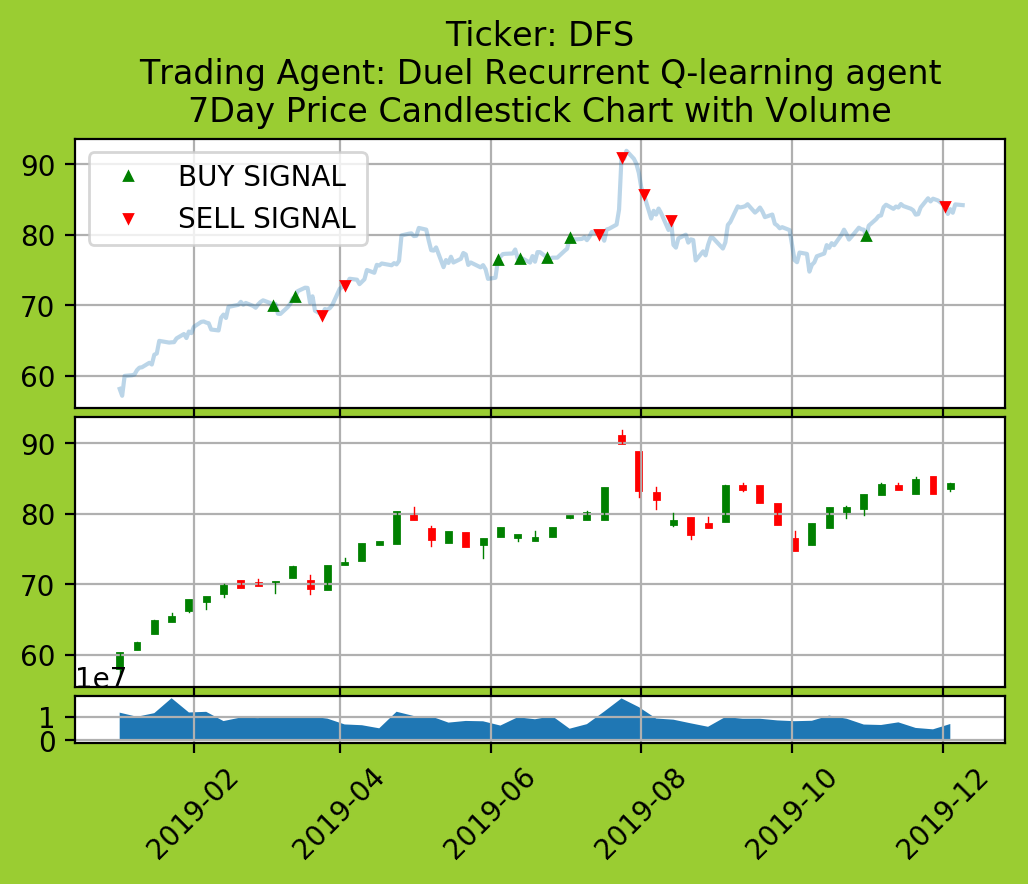 Ticker: DFS
Trading Agent: Duel Recurrent Q-learning agent
7Day Price Candlestick Chart with Volume
BUY SIGNAL
SELL SIGNAL
90
80
70
60
90
80
70
60
1e7
1
0
2019-02
2019-04
2019-06
2019-08
2019-10
2019-12